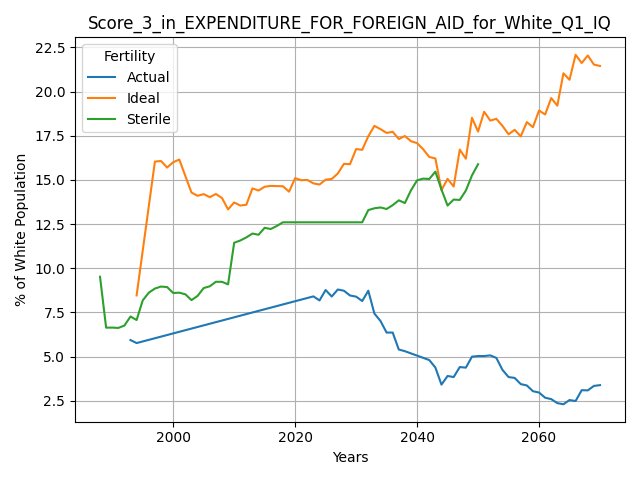 Score_3_in_EXPENDITURE_FOR_FOREIGN_AID_for_White_Q1_IQ
Fertility
Actual
Ideal
Sterile
% of White Population
22.5
20.0
17.5
15.0
12.5
10.0
7.5
5.0
2.5
2000 2020 2040 2060
Years